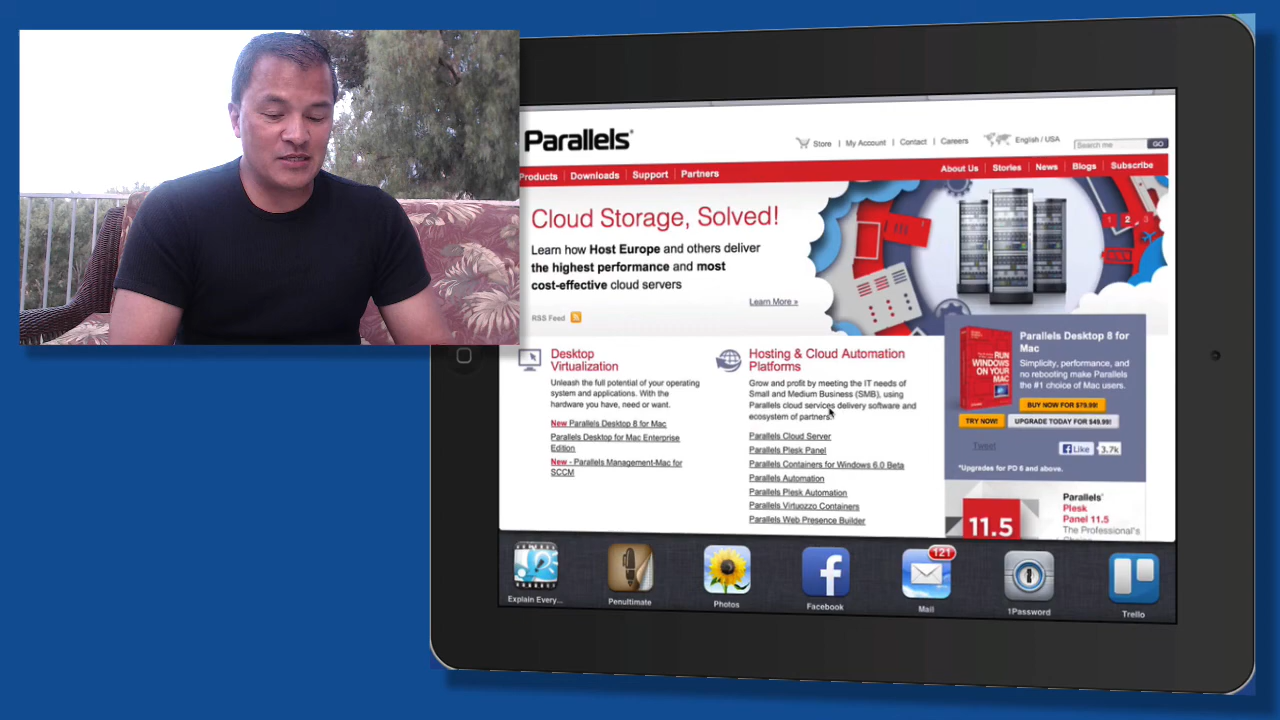 Parallels
Store | My Account | Contact | Careers English / USA Search me GO
Products Downloads Support Partners About Us Stories News Blogs Subscribe
Cloud Storage, Solved!
Learn how Host Europe and others deliver
the highest performance and most
cost-effective cloud servers
Learn More »
RSS Feed
1 2 3
Desktop
Virtualization
Unleash the full potential of your operating
system and applications. With the
hardware you have, need or want.
New Parallels Desktop 8 for Mac
Parallels Desktop for Mac Enterprise
Edition
New - Parallels Management-Mac for
SCCM
Hosting & Cloud Automation
Platforms
Grow and profit by meeting the IT needs of
Small and Medium Business (SMB), using
Parallels cloud services delivery software and
ecosystem of partners.
Parallels Cloud Server
Parallels Plesk Panel
Parallels Containers for Windows 6.0 Beta
Parallels Automation
Parallels Plesk Automation
Parallels Virtuozzo Containers
Parallels Web Presence Builder
RUN
WINDOWS
ON YOUR
MAC
Parallels Desktop 8 for
Mac
Simplicity, performance, and
no rebooting make Parallels
the #1 choice of Mac users.
BUY NOW FOR $79.99!
TRY NOW! UPGRADE TODAY FOR $49.99!
Tweet Like 3.7k
*Upgrades for PD 6 and above.
11.5
Parallels®
Plesk
Panel 11.5
The Professional's
Explain Every...
Penultimate
Photos
Facebook
121
Mail
1Password
Trello